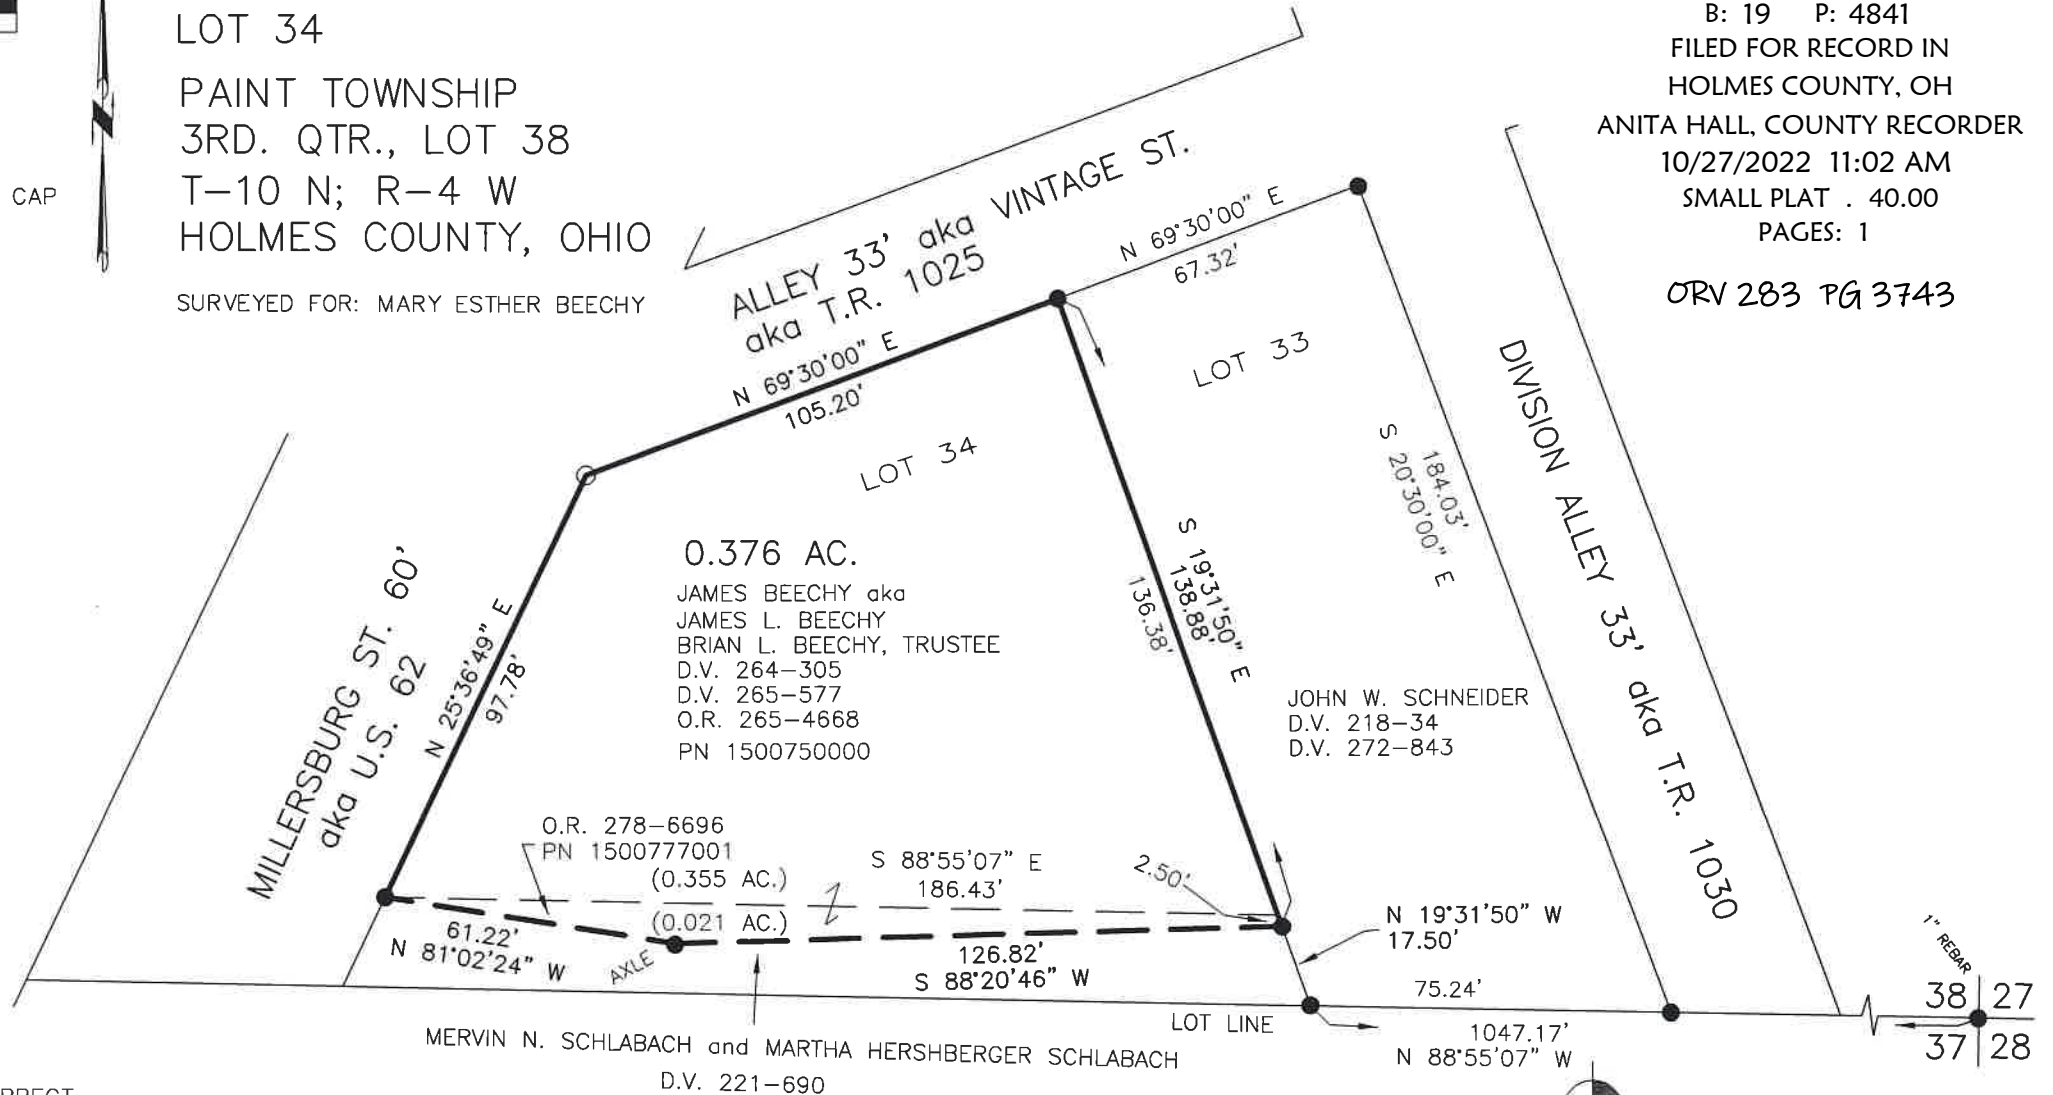 LOT 34
PAINT TOWNSHIP
3RD. QTR., LOT 38
T-10 N; R-4 W
HOLMES COUNTY, OHIO
SURVEYED FOR: MARY ESTHER BEECHY
CAP
B: 19 P: 4841
FILED FOR RECORD IN
HOLMES COUNTY, OH
ANITA HALL, COUNTY RECORDER
10/27/2022 11:02 AM
SMALL PLAT . 40.00
PAGES: 1
ORV 283 PG 3743
ALLEY 33' aka VINTAGE ST.
aka T.R. 1025
N 69°30'00" E
67.32'
N 69°30'00" E
105.20'
LOT 33
LOT 34
DIVISION ALLEY 33' aka T.R. 1030
184.03'
S 20°30'00" E
S 19°31'50" E
138.88'
136.38'
0.376 AC.
JAMES BEECHY aka
JAMES L. BEECHY
BRIAN L. BEECHY, TRUSTEE
D.V. 264-305
D.V. 265-577
O.R. 265-4668
PN 1500750000
JOHN W. SCHNEIDER
D.V. 218-34
D.V. 272-843
MILLERSBURG ST. 60'
aka U.S. 62
N 25°36'49" E
97.78'
O.R. 278-6696
PN 1500777001
(0.355 AC.)
(0.021 AC.)
S 88°55'07" E
186.43'
2.50'
N 19°31'50" W
17.50'
61.22'
N 81°02'24" W
AXLE
126.82'
S 88°20'46" W
75.24'
LOT LINE
1047.17'
N 88°55'07" W
1" REBAR
38 27
37 28
MERVIN N. SCHLABACH and MARTHA HERSHBERGER SCHLABACH
D.V. 221-690